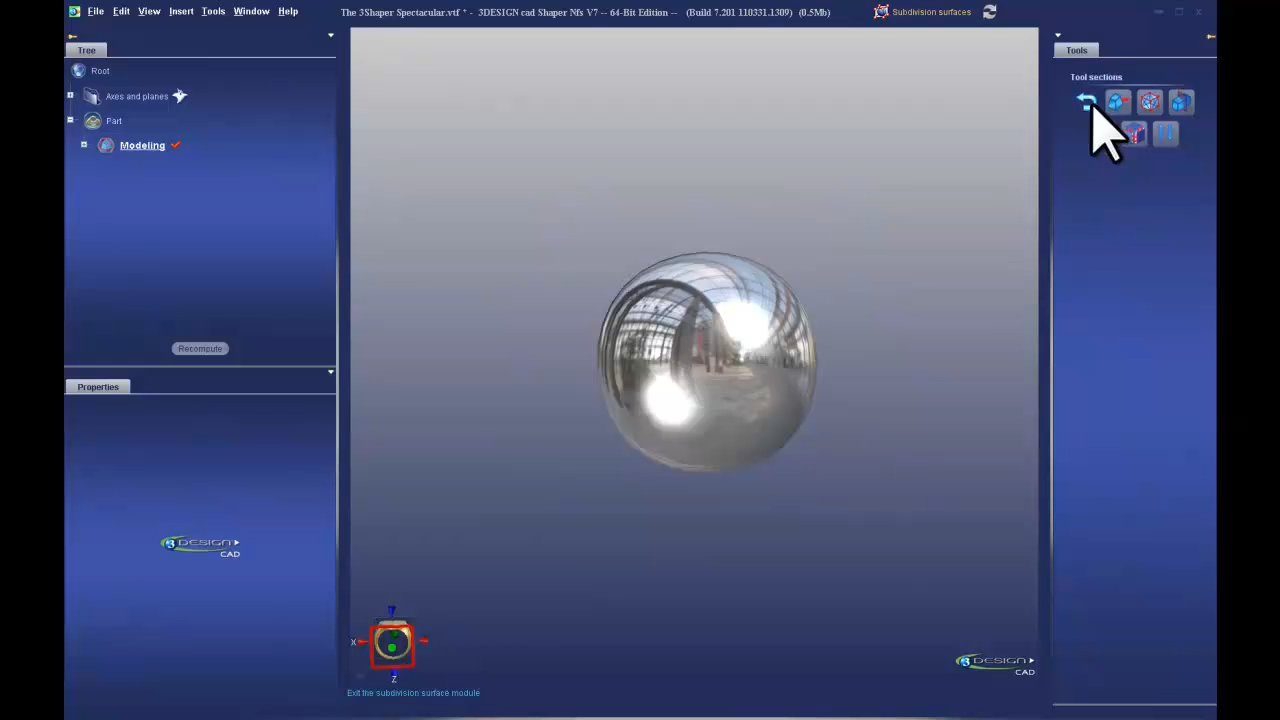 File Edit View Insert Tools Window Help
The 3Shaper Spectacular.vtf * - 3DESIGN cad Shaper Nfs V7 -- 64-Bit Edition -- (Build 7.201 110331.1309) (0.5Mb)
Subdivision surfaces
Tree
Root
Axes and planes
Part
Modeling
Recompute
Properties
3DESIGN
CAD
Tools
Tool sections
X
Z
Exit the subdivision surface module
3DESIGN
CAD